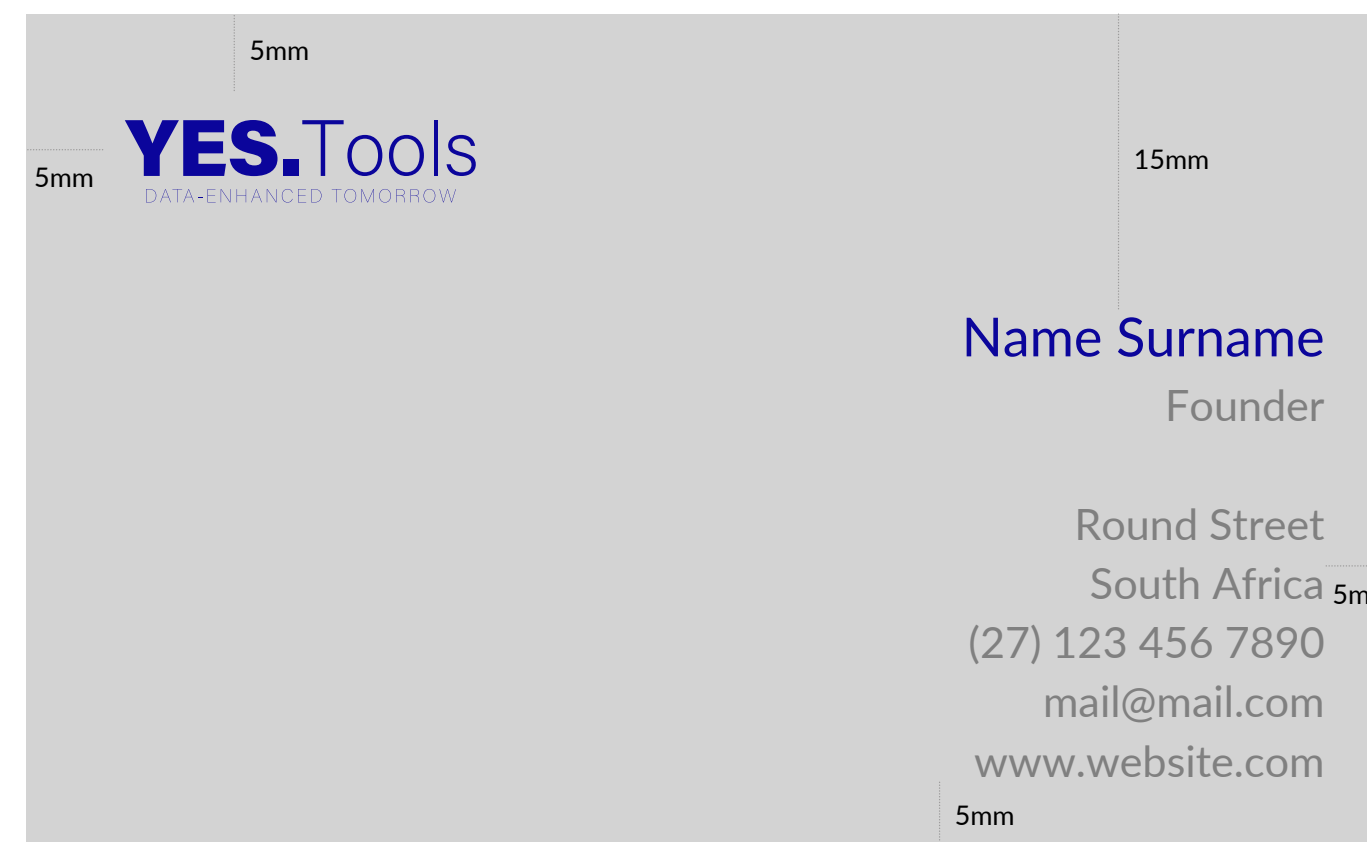 5mm
15mm
5mm
YES.Tools
DATA-ENHANCED TOMORROW
Name Surname
Founder
Round Street
South Africa
5m
(27) 123 456 7890
mail@mail.com
www.website.com
5mm